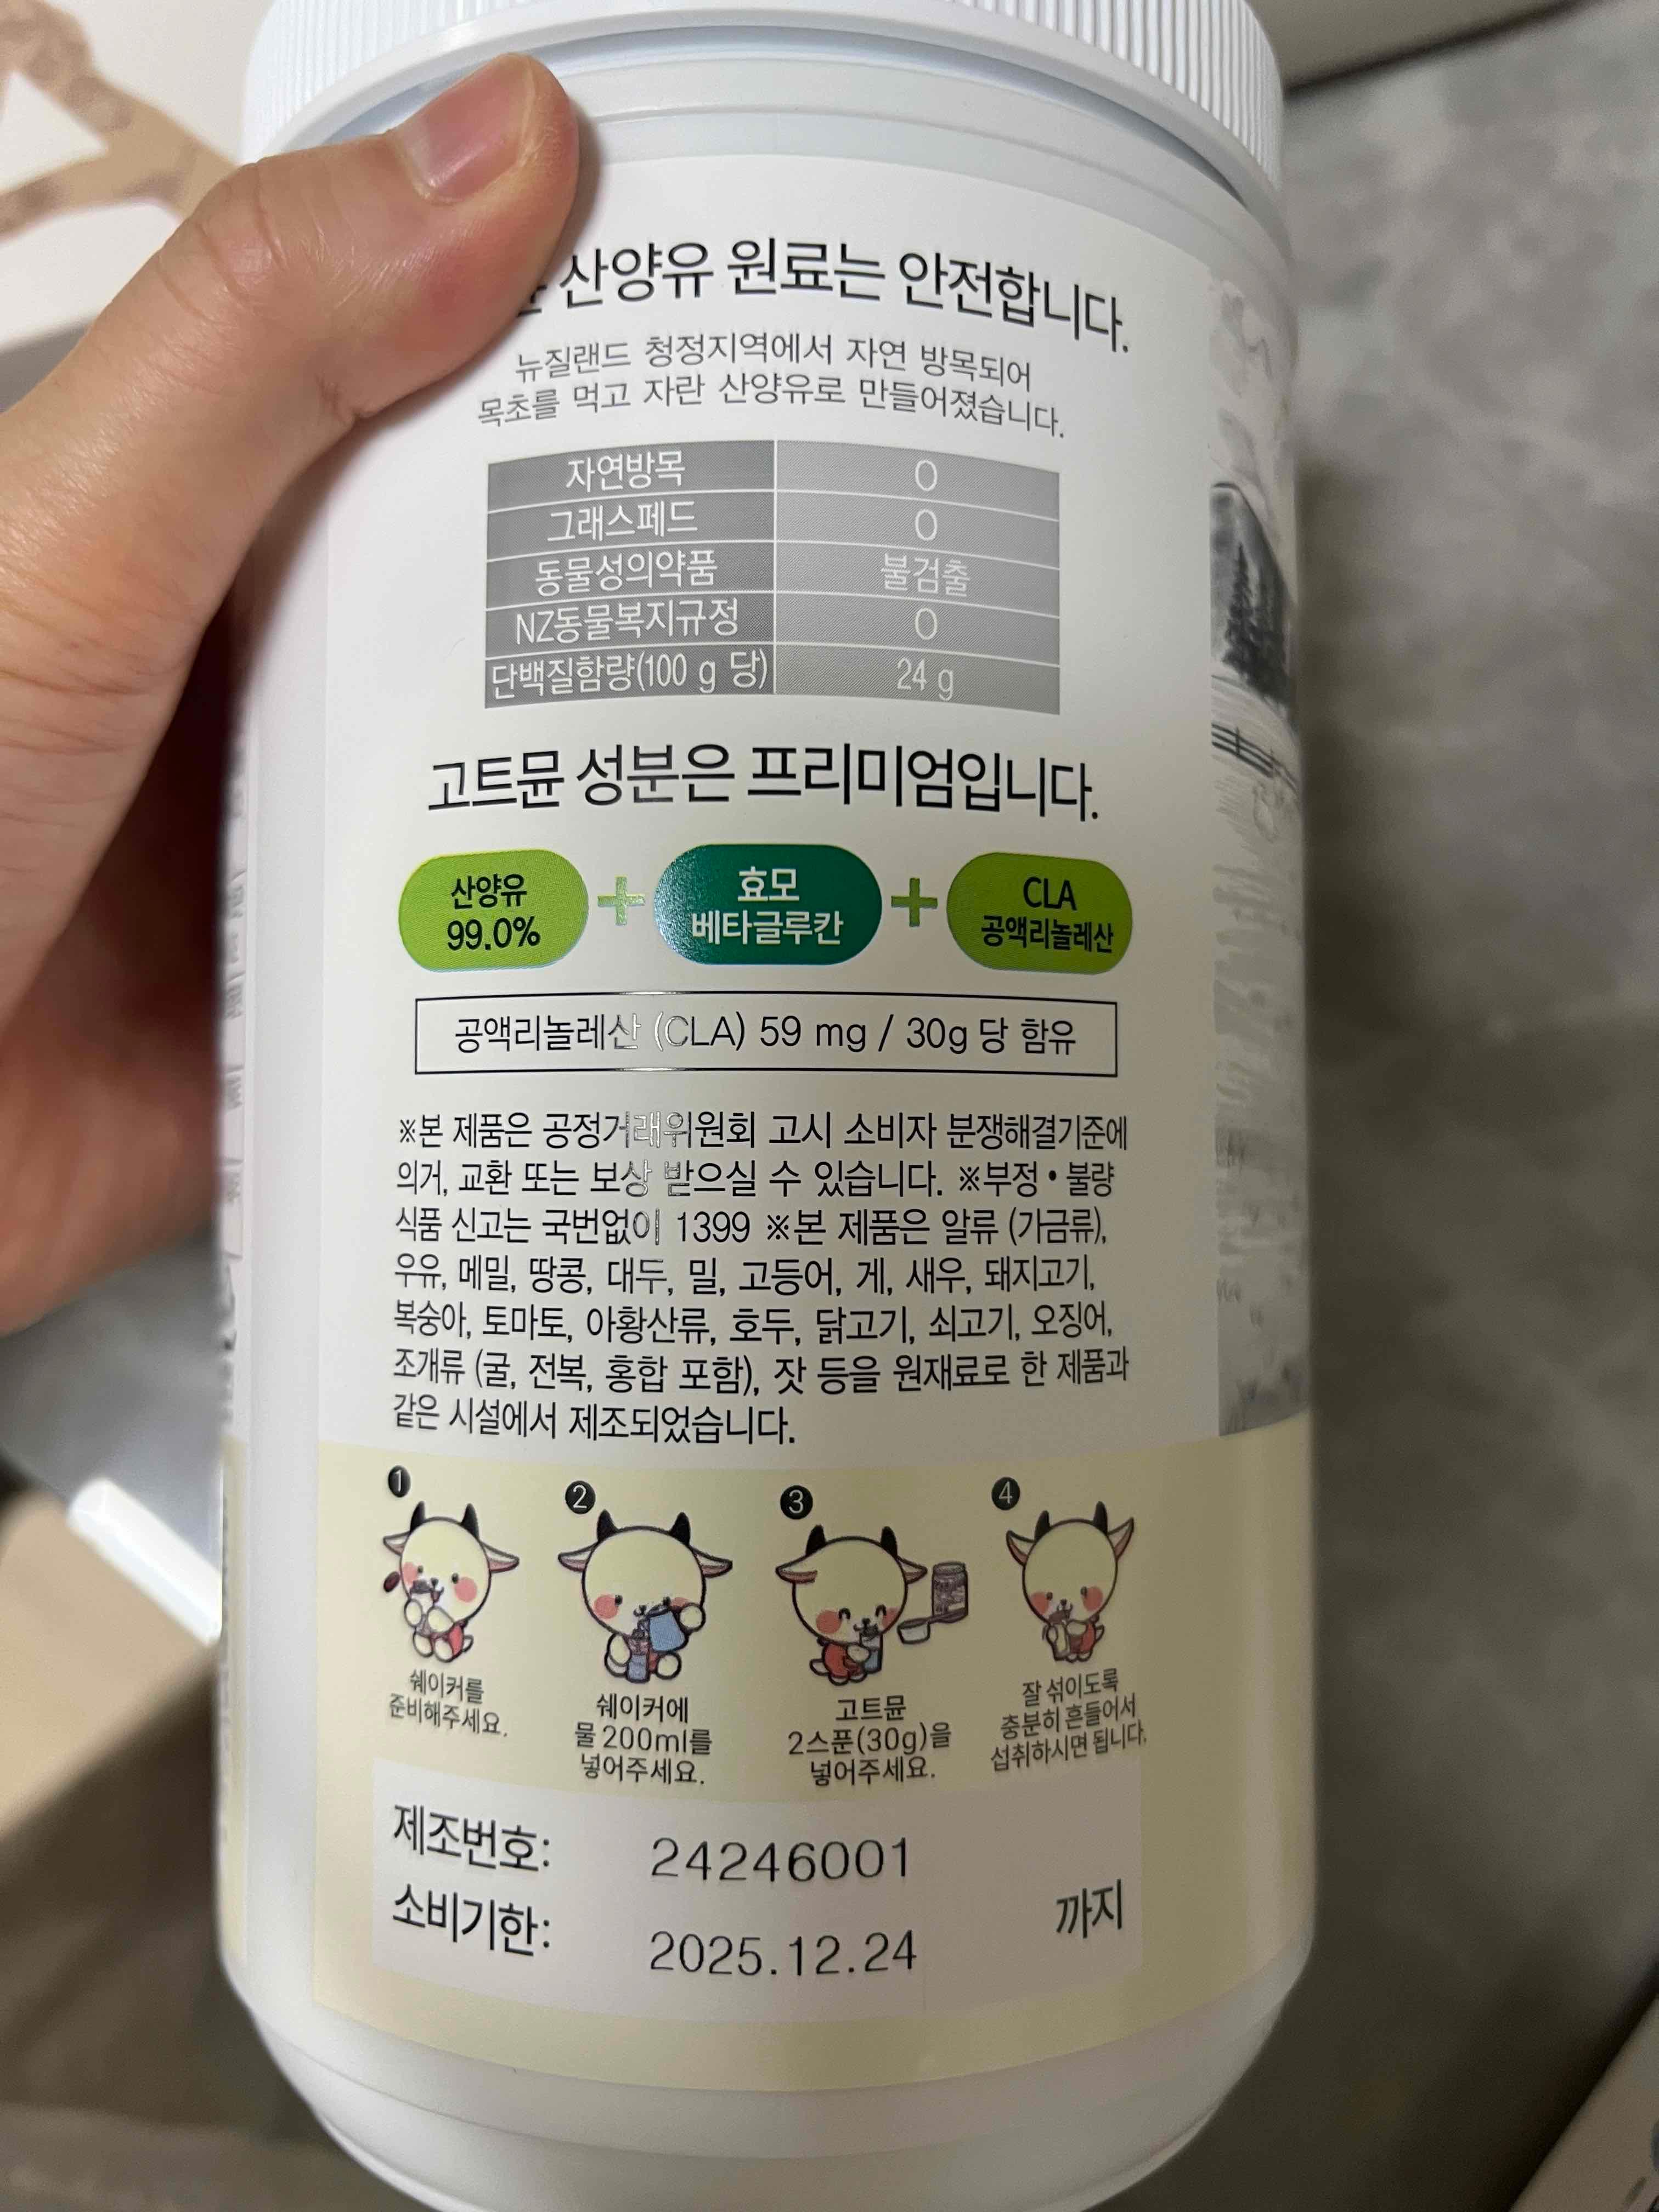 산양유 원료는 안전합니다.
뉴질랜드 청정지역에서 자연 방목되어
목초를 먹고 자란 산양유로 만들어졌습니다.
자연방목 O
그래스페드 O
동물성의약품 불검출
NZ동물복지규정 O
단백질함량(100 g 당) 24 g
고트뮨 성분은 프리미엄입니다.
산양유
99.0%
+
효모
베타글루칸
+
CLA
공액리놀레산
공액리놀레산 (CLA) 59 mg / 30g 당 함유
※본 제품은 공정거래위원회 고시 소비자 분쟁해결기준에
의거, 교환 또는 보상 받으실 수 있습니다. ※부정•불량
식품 신고는 국번없이 1399 ※본 제품은 알류 (가금류),
우유, 메밀, 땅콩, 대두, 밀, 고등어, 게, 새우, 돼지고기,
복숭아, 토마토, 아황산류, 호두, 닭고기, 쇠고기, 오징어,
조개류 (굴, 전복, 홍합 포함), 잣 등을 원재료로 한 제품과
같은 시설에서 제조되었습니다.
1
쉐이커를
준비해주세요.
2
쉐이커에
물 200ml를
넣어주세요.
3
고트뮨
2스푼(30g)을
넣어주세요.
4
잘 섞이도록
충분히 흔들어서
섭취하시면 됩니다.
제조번호: 24246001
소비기한: 2025.12.24 까지